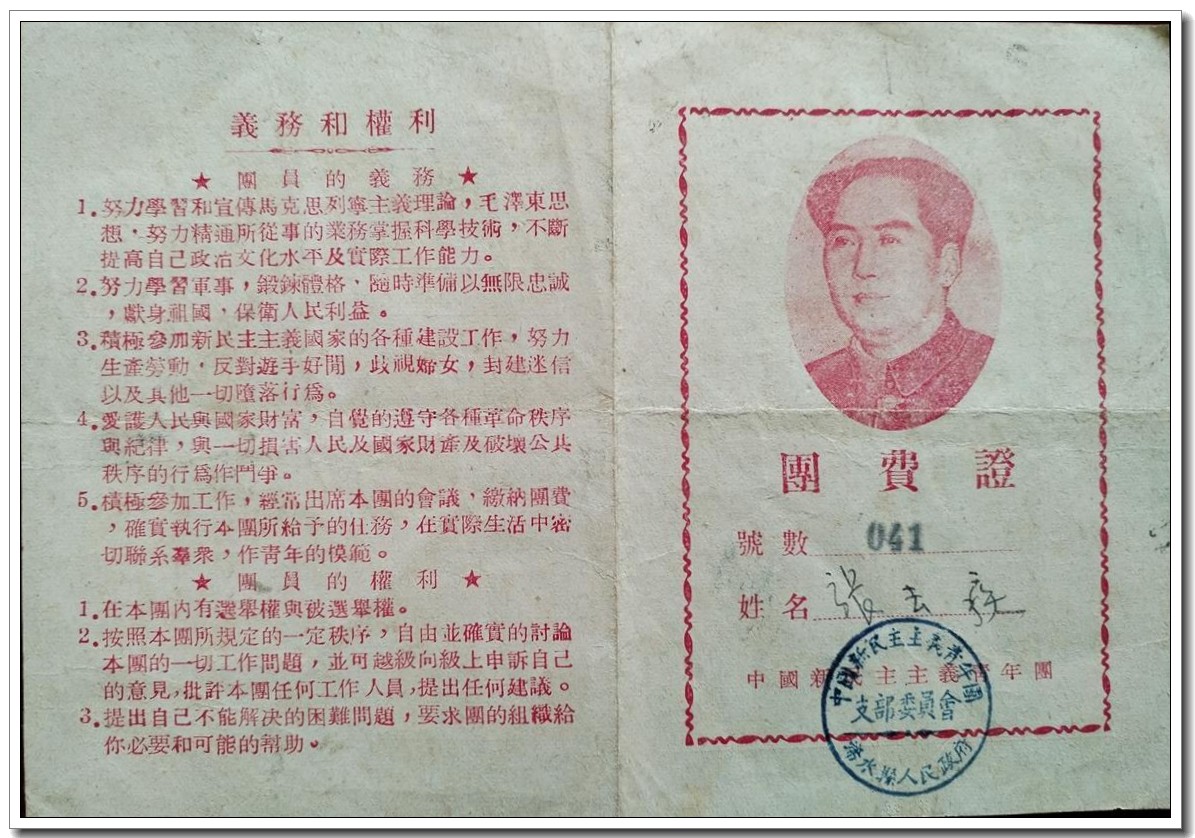 義務和權利
★ 團員的義務 ★
1.努力學習和宣傳馬克思列寧主義理論，毛澤東思
想，努力精通所從事的業務掌握科學技術，不斷
提高自己政治文化水平及實際工作能力。
2.努力學習軍事，鍛鍊體格、隨時準備以無限忠誠
，獻身祖國，保衛人民利益。
3.積極參加新民主主義國家的各種建設工作，努力
生產勞動，反對遊手好閒，歧視婦女，封建迷信
以及其他一切墮落行為。
4.愛護人民與國家財富，自覺的遵守各種革命秩序
與紀律，與一切損害人民及國家財產及破壞公共
秩序的行為作鬥爭。
5.積極參加工作，經常出席本團的會議，繳納團費
，確實執行本團所給予的任務，在實際生活中密
切聯系羣衆，作青年的模範。
★ 團員的權利 ★
1.在本團內有選舉權與被選舉權。
2.按照本團所規定的一定秩序，自由並確實的討論
本團的一切工作問題，並可越級向級上申訴自己
的意見，批評本團任何工作人員，提出任何建議。
3.提出自己不能解決的困難問題，要求團的組織給
你必要和可能的幫助。
團費證
號數 041
姓名 張
中國新民主主義青年團
中國新民主主義青年團
支部委員會
浠水縣人民政府